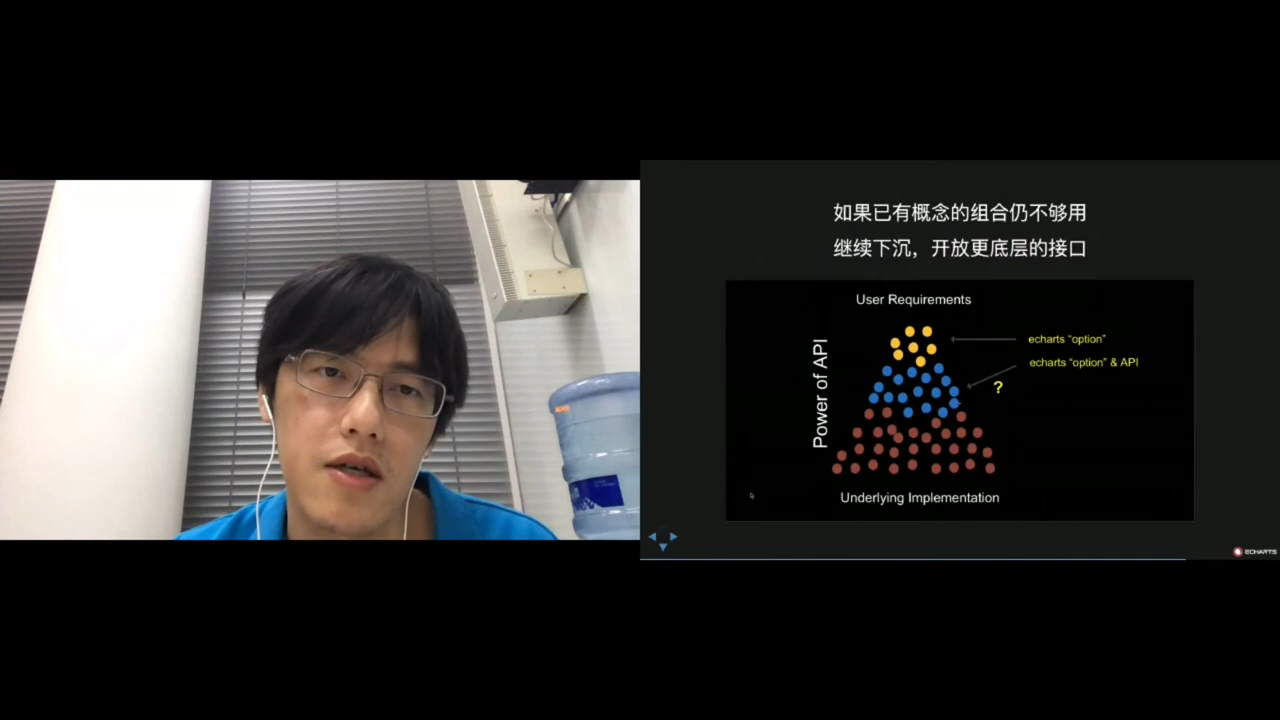 如果已有概念的组合仍不够用
继续下沉，开放更底层的接口
User Requirements
echarts “option”
echarts “option” & API
?
Power of API
Underlying Implementation
ECHARTS